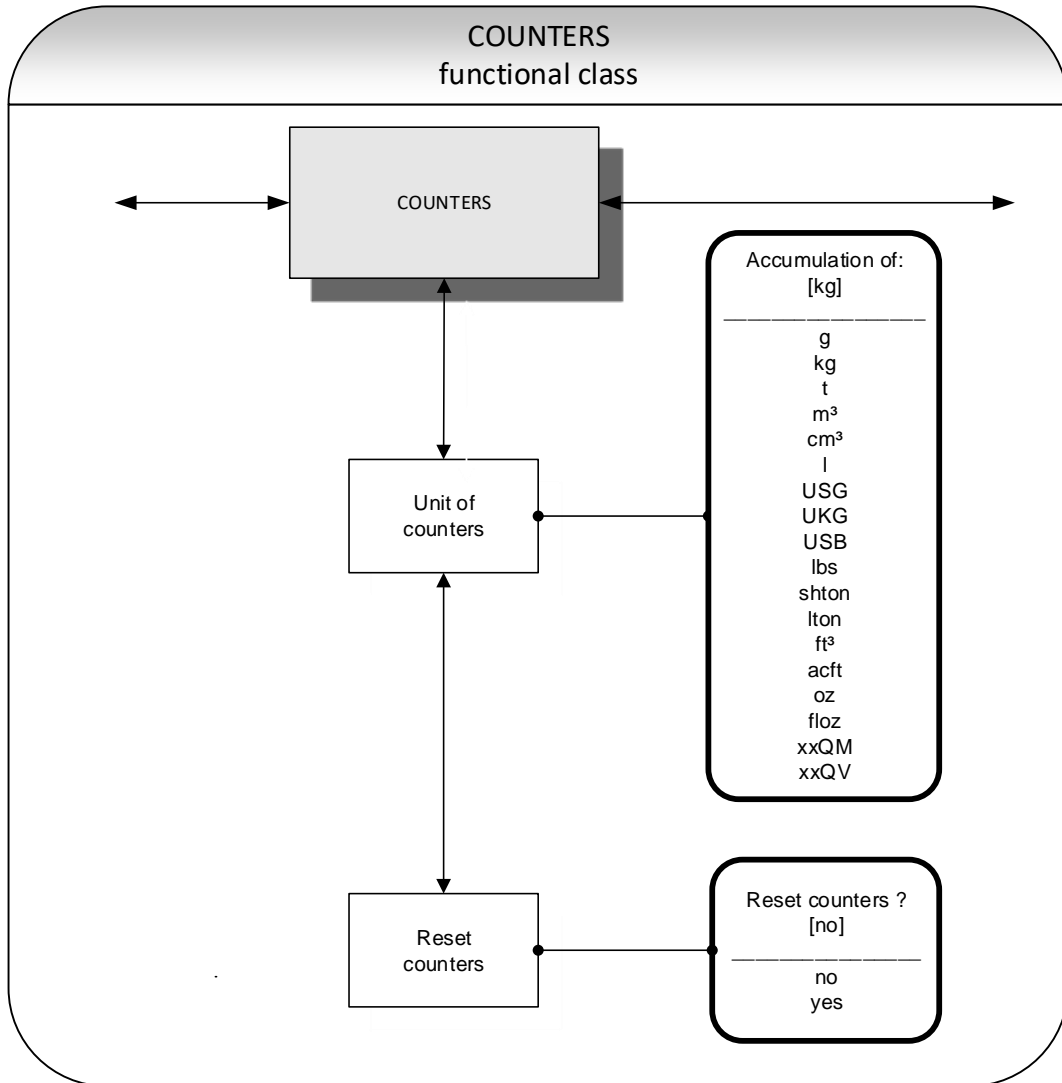 COUNTERS
functional class
COUNTERS
Accumulation of:
[kg]
g
kg
t
m³
cm³
l
USG
UKG
USB
lbs
shton
lton
ft³
acft
oz
floz
xxQM
xxQV
Unit of
counters
Reset counters ?
[no]
no
yes
Reset
counters